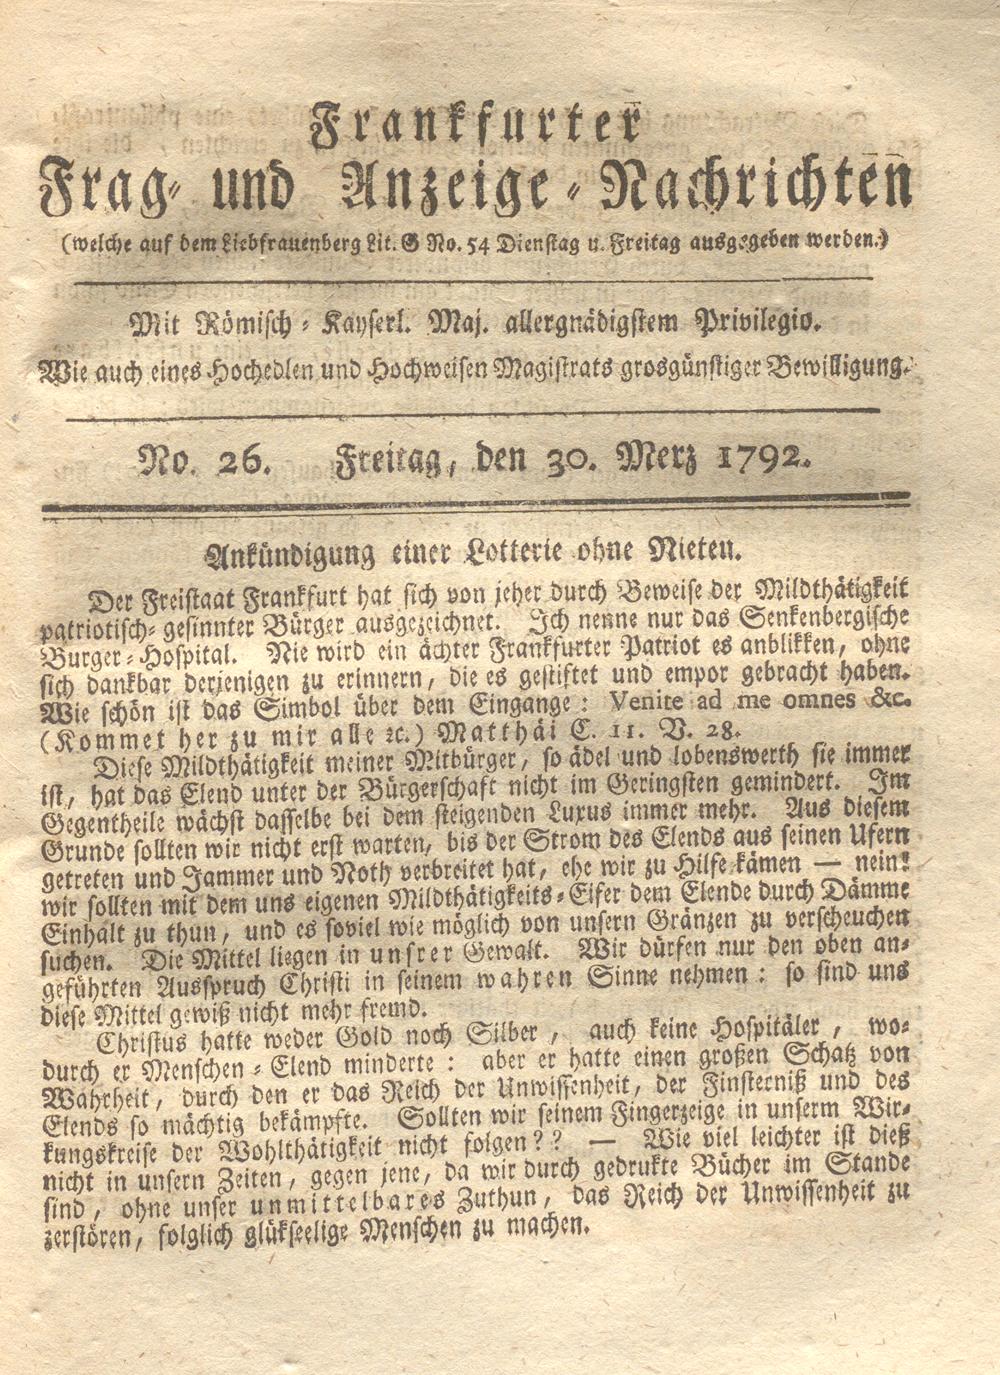 Frankfurter
Frag- und Anzeige-Nachrichten
(welche auf dem Liebfrauenberg Lit. G No. 54 Dienstag u. Freitag ausgegeben werden.)
Mit Römisch-Kayserl. Maj. allergnädigstem Privilegio.
Wie auch eines Hochedlen und Hochweisen Magistrats grosgünstiger Bewilligung.
No. 26. Freitag, den 30. Merz 1792.
Ankündigung einer Lotterie ohne Nieten.
Der Freistaat Frankfurt hat sich von jeher durch Beweise der Mildthätigkeit
patriotisch-gesinnter Bürger ausgezeichnet. Ich nenne nur das Senkenbergische
Burger-Hospital. Nie wird ein ächter Frankfurter Patriot es anblikken, ohne
sich dankbar derjenigen zu erinnern, die es gestiftet und empor gebracht haben.
Wie schön ist das Simbol über dem Eingange: Venite ad me omnes &c.
(Kommet her zu mir alle ꝛc.) Matthäi C. 11. V. 28.
Diese Mildthätigkeit meiner Mitbürger, so ädel und lobenswerth sie immer
ist, hat das Elend unter der Bürgerschaft nicht im Geringsten gemindert. Im
Gegentheile wächst dasselbe bei dem steigenden Luxus immer mehr. Aus diesem
Grunde sollten wir nicht erst warten, bis der Strom des Elends aus seinen Ufern
getreten und Jammer und Noth verbreitet hat, ehe wir zu Hilfe kämen — nein!
wir sollten mit dem uns eigenen Mildthätigkeits-Eifer dem Elende durch Dämme
Einhalt zu thun, und es soviel wie möglich von unsern Gränzen zu verscheuchen
suchen. Die Mittel liegen in unsrer Gewalt. Wir dürfen nur den oben an-
geführten Ausspruch Christi in seinem wahren Sinne nehmen: so sind uns
diese Mittel gewiß nicht mehr fremd.
Christus hatte weder Gold noch Silber, auch keine Hospitäler, wo-
durch er Menschen-Elend minderte: aber er hatte einen großen Schatz von
Wahrheit, durch den er das Reich der Unwissenheit, der Finsterniß und des
Elends so mächtig bekämpfte. Sollten wir seinem Fingerzeige in unserm Wir-
kungskreise der Wohlthätigkeit nicht folgen?? — Wie viel leichter ist dieß
nicht in unsern Zeiten, gegen jene, da wir durch gedrukte Bücher im Stande
sind, ohne unser unmittelbares Zuthun, das Reich der Unwissenheit zu
zerstören, folglich glükseelige Menschen zu machen.